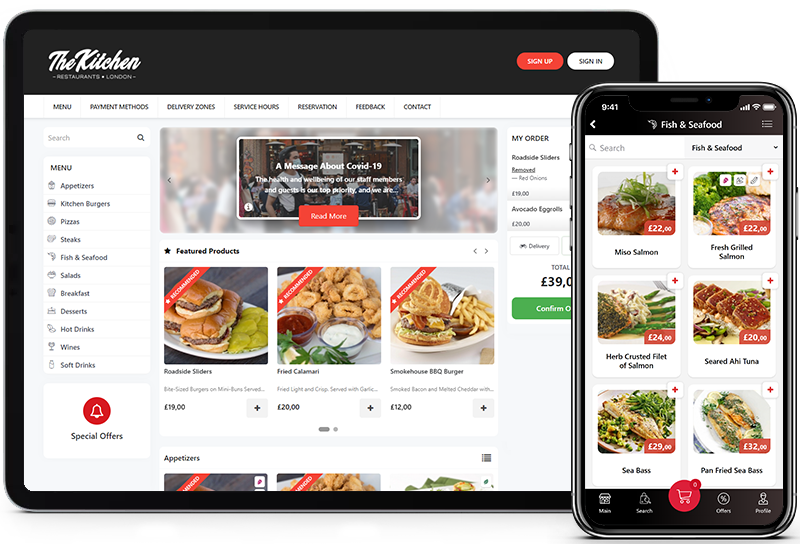 The Kitchen
RESTAURANTS • LONDON
SIGN UP
SIGN IN
MENU
PAYMENT METHODS
DELIVERY ZONES
SERVICE HOURS
RESERVATION
FEEDBACK
CONTACT
Search
MENU
Appetizers
Kitchen Burgers
Pizzas
Steaks
Fish & Seafood
Salads
Breakfast
Desserts
Hot Drinks
Wines
Soft Drinks
Special Offers
A Message About Covid-19
The health and wellbeing of our staff members
and guests is our top priority, and we are...
Read More
Featured Products
RECOMMENDED
RECOMMENDED
RECOMMENDED
Roadside Sliders
Bite-Sized Burgers on Mini-Buns Served...
£19,00
+
Fried Calamari
Fried Light and Crisp. Served with Garlic...
£20,00
+
Smokehouse BBQ Burger
Smoked Bacon and Melted Cheddar with...
£12,00
+
Appetizers
MY ORDER
Roadside Sliders
Removed
— Red Onions
£19,00
Avocado Eggrolls
£20,00
Delivery
TOTAL
£39,0
Confirm O
9:41
Fish & Seafood
Search
Fish & Seafood
£22,00
Miso Salmon
£22,00
Fresh Grilled
Salmon
£24,00
Herb Crusted Filet
of Salmon
£20,00
Seared Ahi Tuna
£29,00
Sea Bass
£32,00
Pan Fried Sea Bass
0
Main
Search
Offers
Profile